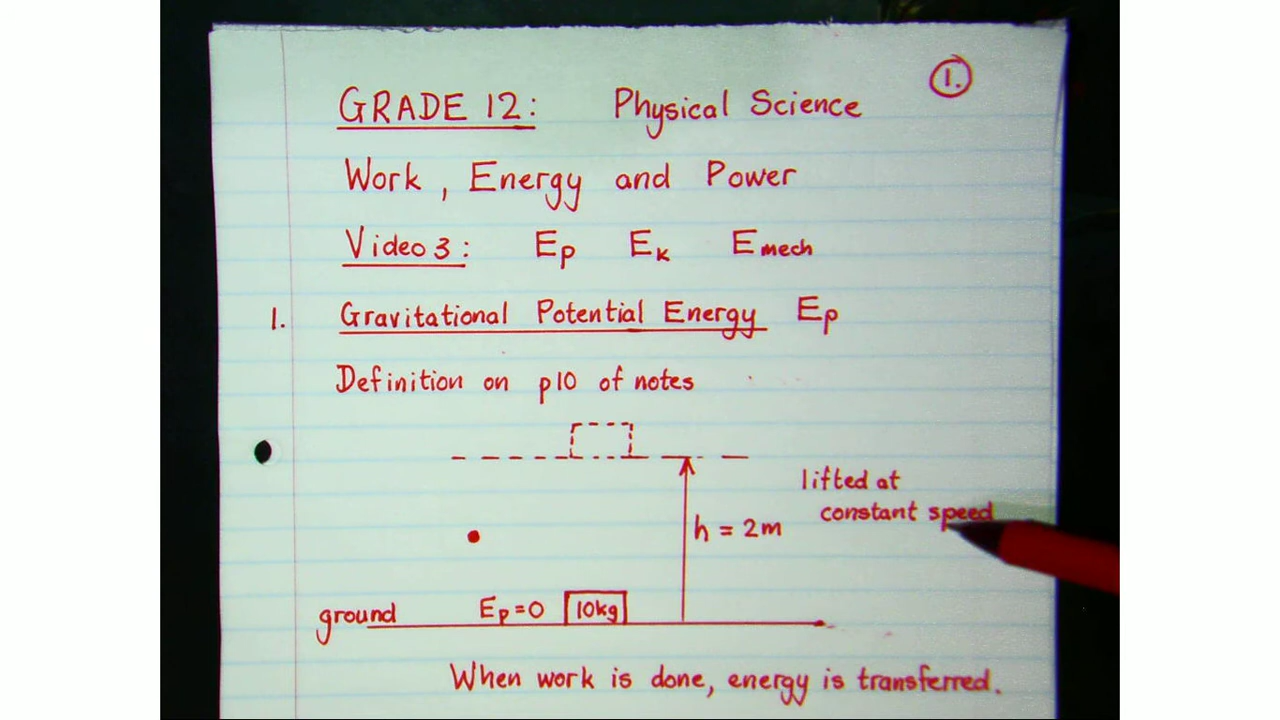 1.
GRADE 12: Physical Science
Work, Energy and Power
Video 3: Ep Ek Emech
1. Gravitational Potential Energy Ep
Definition on p10 of notes
lifted at
constant speed
h = 2m
ground Ep=0 10kg
When work is done, energy is transferred.